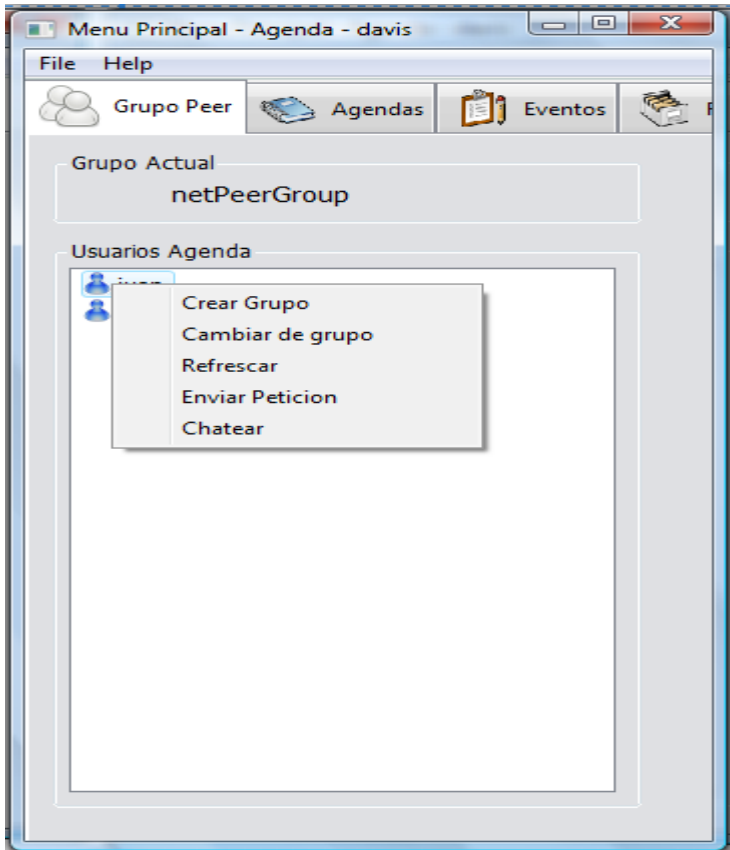 Menu Principal - Agenda - davis
File Help
Grupo Peer Agendas Eventos
Grupo Actual
netPeerGroup
Usuarios Agenda
Crear Grupo
Cambiar de grupo
Refrescar
Enviar Peticion
Chatear